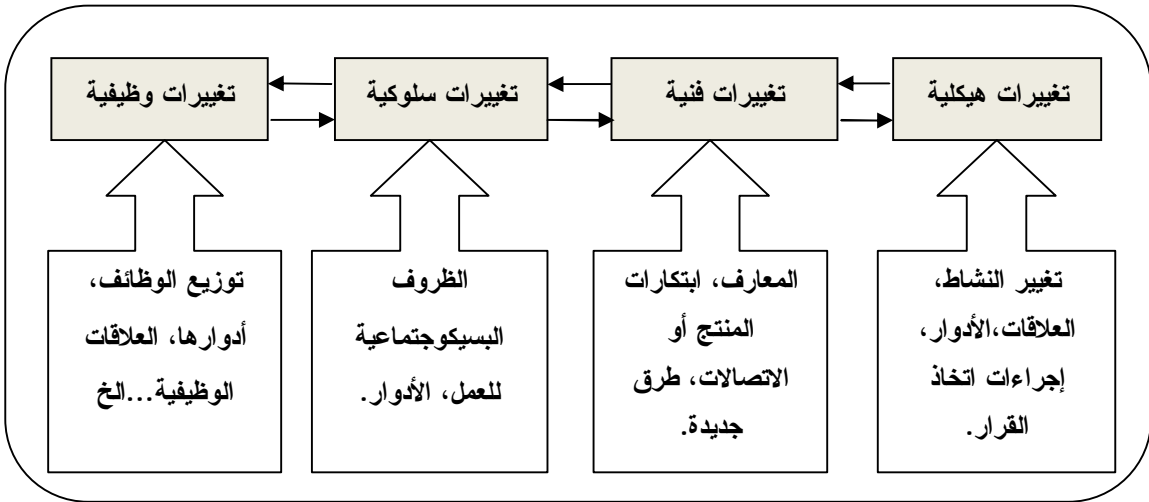 تغييرات هيكلية
تغييرات فنية
تغييرات سلوكية
تغييرات وظيفية
تغيير النشاط،
العلاقات،الأدوار،
إجراءات اتخاذ
القرار.
المعارف، ابتكارات
المنتج أو
الاتصالات، طرق
جديدة.
الظروف
البسيكوجتماعية
للعمل، الأدوار.
توزيع الوظائف،
أدوارها، العلاقات
الوظيفية...الخ